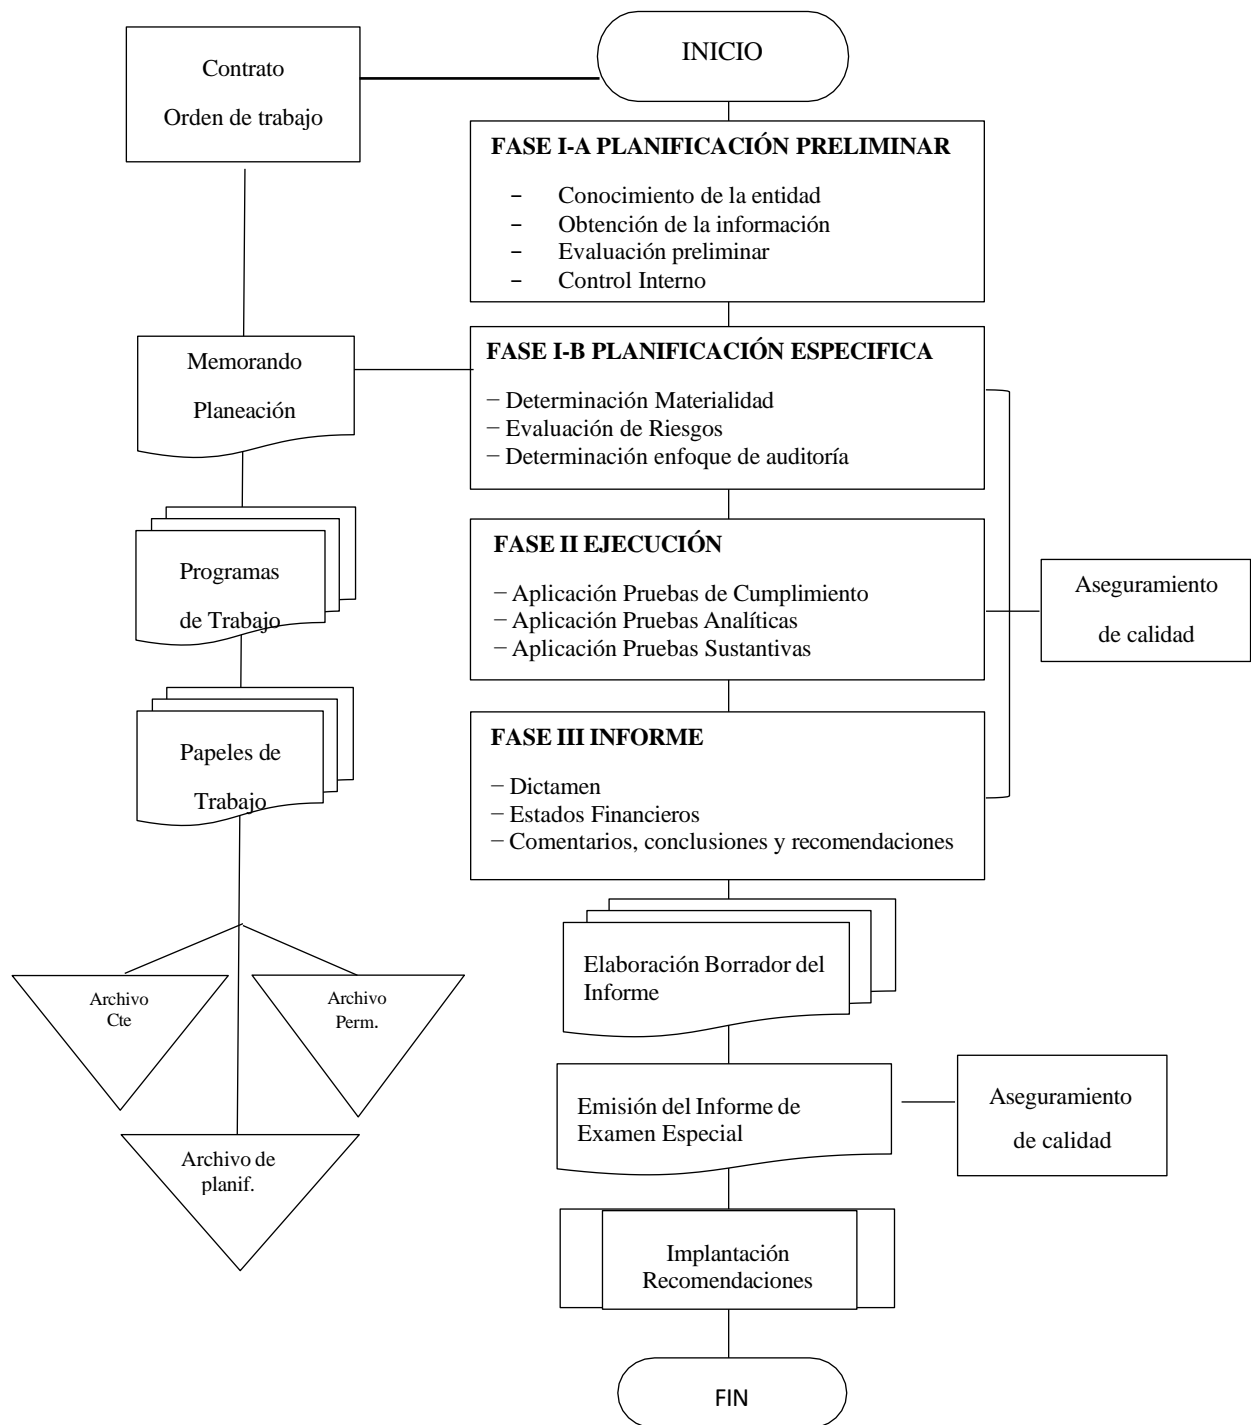 INICIO
Contrato
Orden de trabajo
FASE I-A PLANIFICACIÓN PRELIMINAR
- Conocimiento de la entidad
- Obtención de la información
- Evaluación preliminar
- Control Interno
Memorando
Planeación
FASE I-B PLANIFICACIÓN ESPECIFICA
− Determinación Materialidad
− Evaluación de Riesgos
− Determinación enfoque de auditoría
Programas
de Trabajo
FASE II EJECUCIÓN
− Aplicación Pruebas de Cumplimiento
− Aplicación Pruebas Analíticas
− Aplicación Pruebas Sustantivas
Aseguramiento
de calidad
Papeles de
Trabajo
FASE III INFORME
− Dictamen
− Estados Financieros
− Comentarios, conclusiones y recomendaciones
Archivo
Cte
Archivo
Perm.
Archivo de
planif.
Elaboración Borrador del
Informe
Emisión del Informe de
Examen Especial
Aseguramiento
de calidad
Implantación
Recomendaciones
FIN